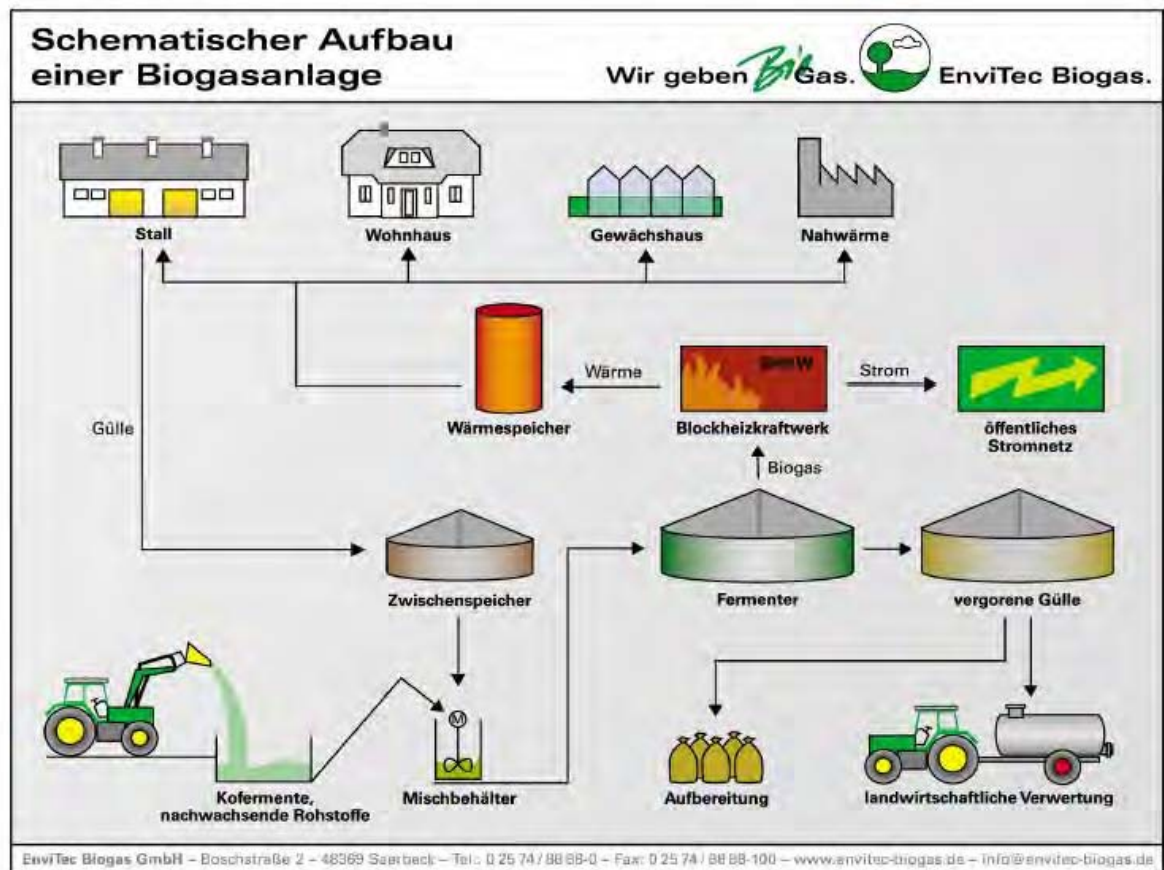 Schematischer Aufbau
einer Biogasanlage
Wir geben BioGas.
EnviTec Biogas.
Stall
Wohnhaus
Gewächshaus
Nahwärme
Wärme
BHKW
Strom
Gülle
Wärmespeicher
Blockheizkraftwerk
öffentliches
Stromnetz
Biogas
Zwischenspeicher
Fermenter
vergorene Gülle
M
Kofermente,
nachwachsende Rohstoffe
Mischbehälter
Aufbereitung
landwirtschaftliche Verwertung
EnviTec Biogas GmbH – Boschstraße 2 – 48369 Saerbeck – Tel.: 0 25 74 / 88 88-0 – Fax: 0 25 74 / 88 88-100 – www.envitec-biogas.de – info@envitec-biogas.de